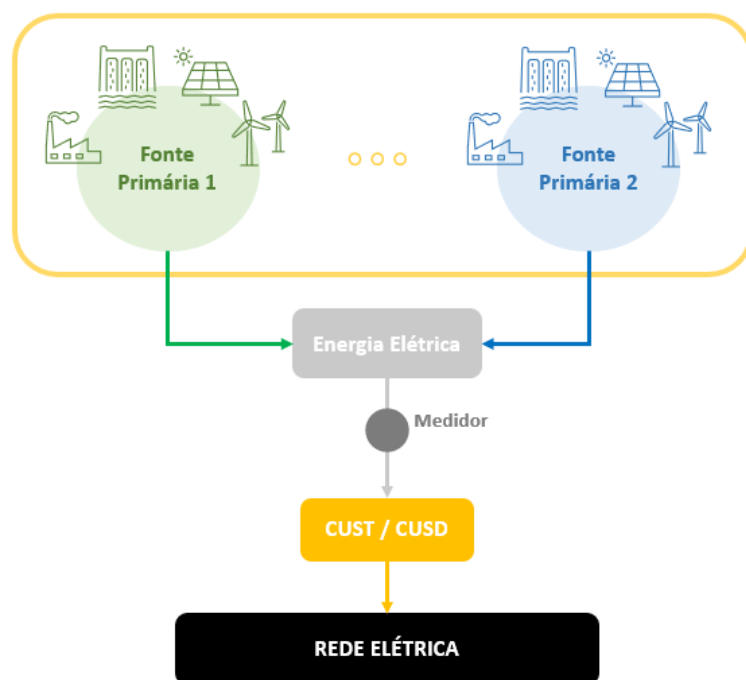 Fonte
Primária 1
Fonte
Primária 2
Energia Elétrica
Medidor
CUST / CUSD
REDE ELÉTRICA